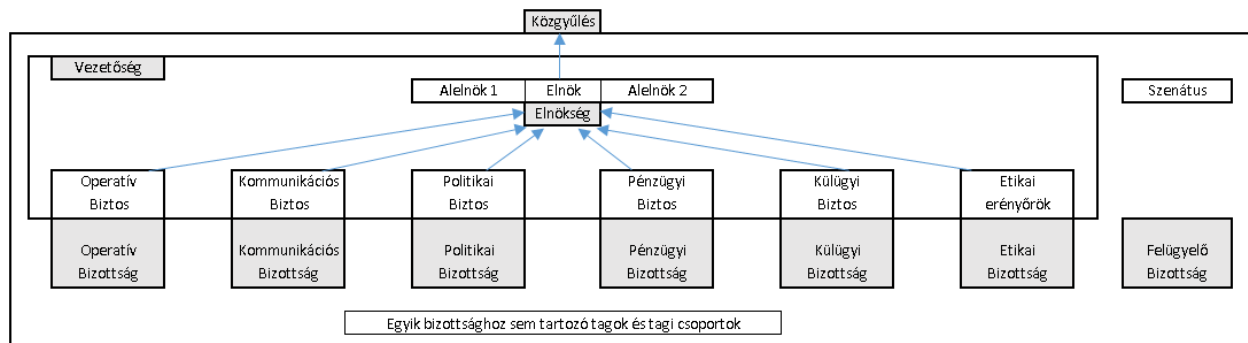 Közgyűlés
Vezetőség
Alelnök 1 Elnök Alelnök 2
Szenátus
Elnökség
Operatív
Biztos
Kommunikációs
Biztos
Politikai
Biztos
Pénzügyi
Biztos
Külügyi
Biztos
Etikai
erényőrök
Operatív
Bizottság
Kommunikációs
Bizottság
Politikai
Bizottság
Pénzügyi
Bizottság
Külügyi
Bizottság
Etikai
Bizottság
Felügyelő
Bizottság
Egyik bizottsághoz sem tartozó tagok és tagi csoportok